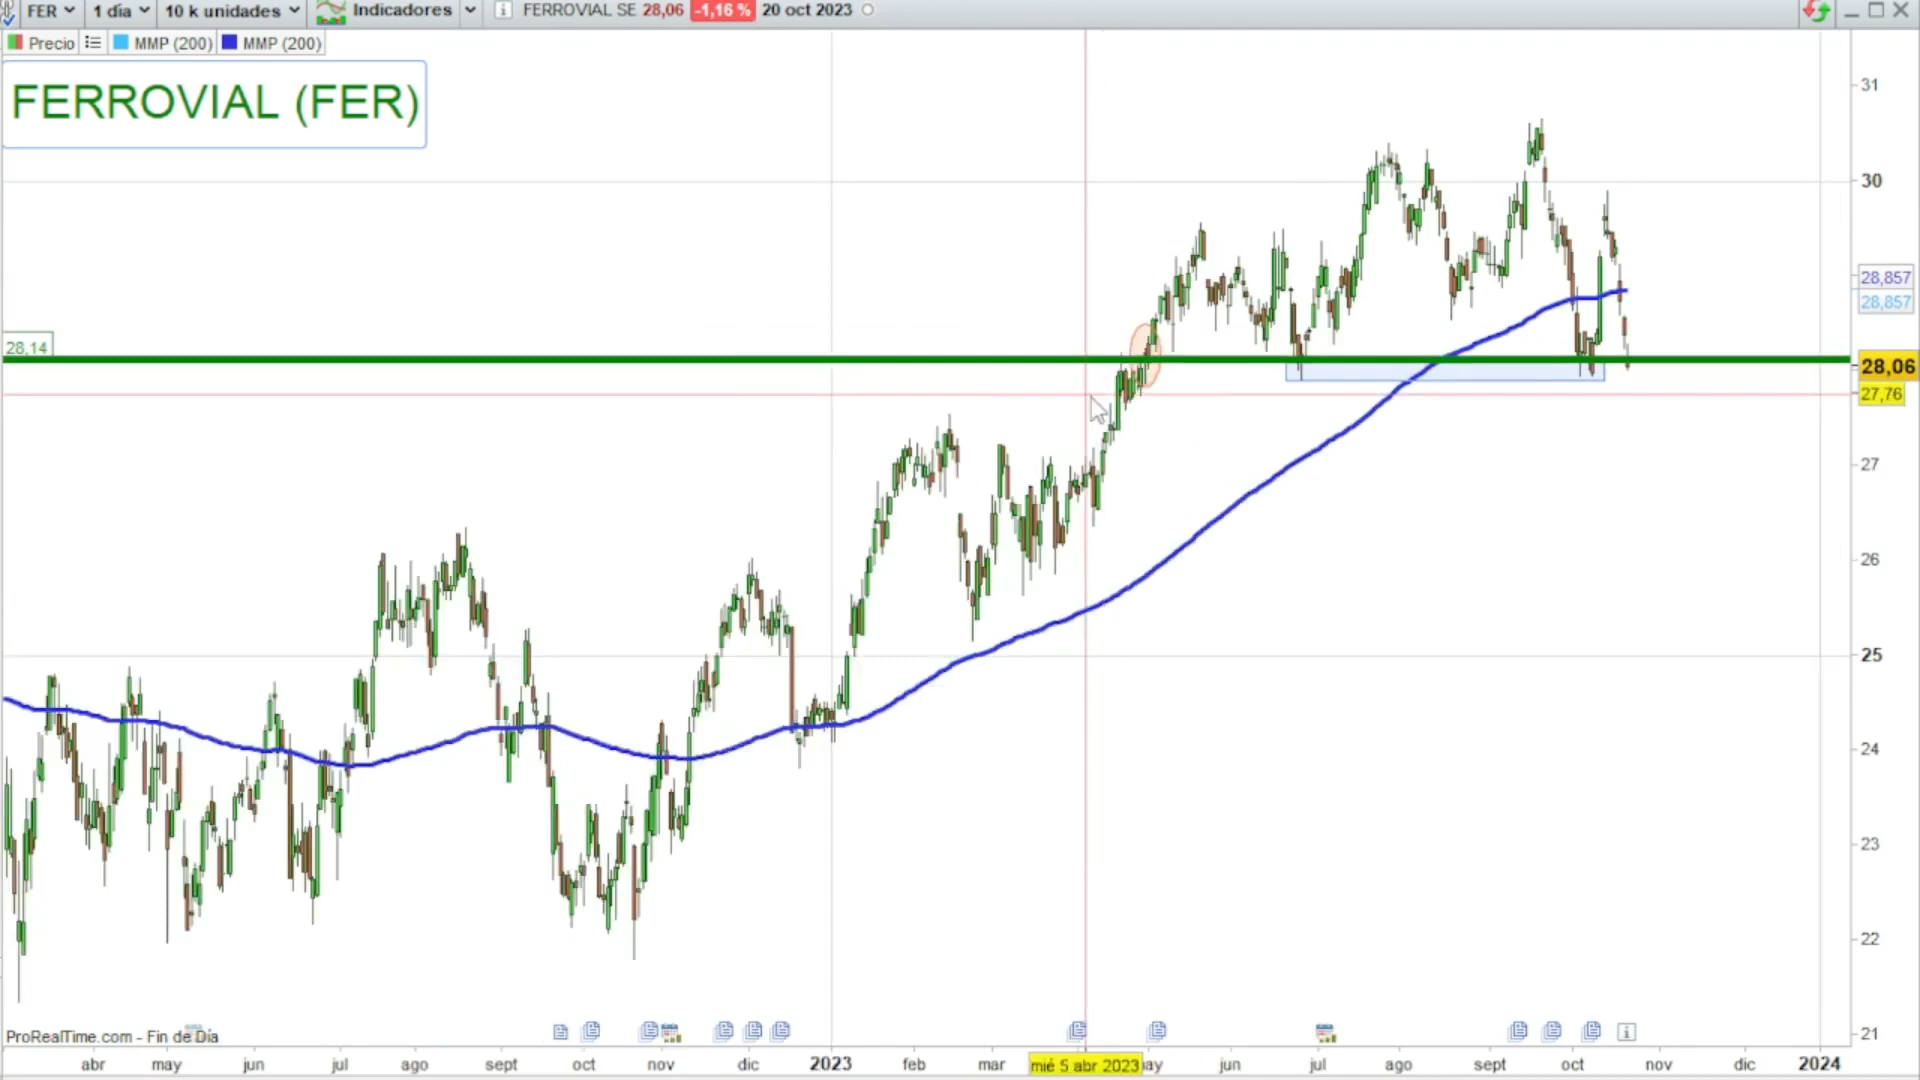 FER 1 día 10 k unidades Indicadores FERROVIAL SE 28,06 -1,16 % 20 oct 2023
Precio MMP (200) MMP (200)
FERROVIAL (FER)
31
30
28,857
28,857
28,14
28,06
27,76
27
26
25
24
23
22
21
ProRealTime.com - Fin de Día
abr may jun jul ago sept oct nov dic 2023 feb mar mié 5 abr 2023 jun jul ago sept oct nov dic 2024